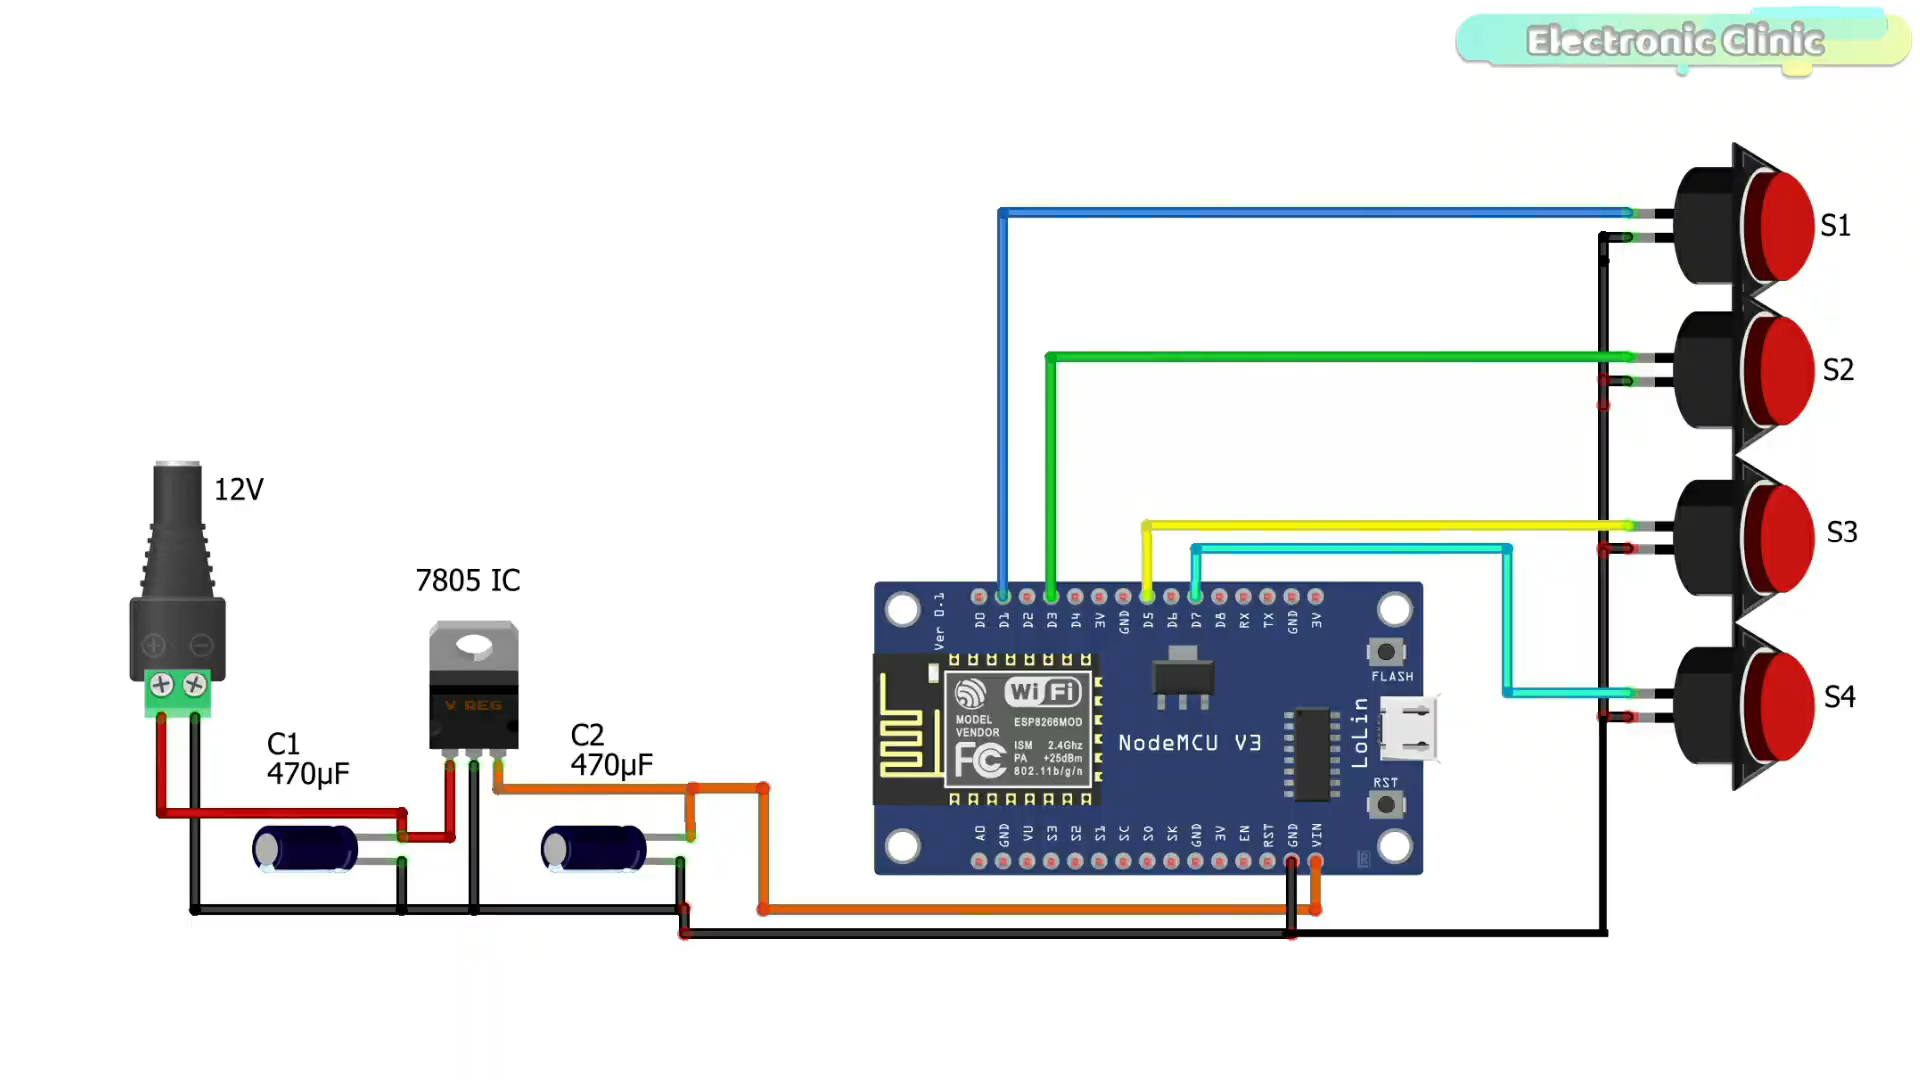 Electronic Clinic
S1
S2
12V
S3
7805 IC
Ver 0.1
D0 D1 D2 D3 D4 3V GND D5 D6 D7 D8 RX TX GND 3V
FLASH
S4
V REG
WiFi
MODEL
VENDOR
ESP8266MOD
FC
ISM 2.4Ghz
PA +25dBm
802.11b/g/n
NodeMCU V3
LoLin
C1
470µF
C2
470µF
RST
A0 GND VU S3 S2 S1 SC S0 SK GND 3V EN RST GND VIN